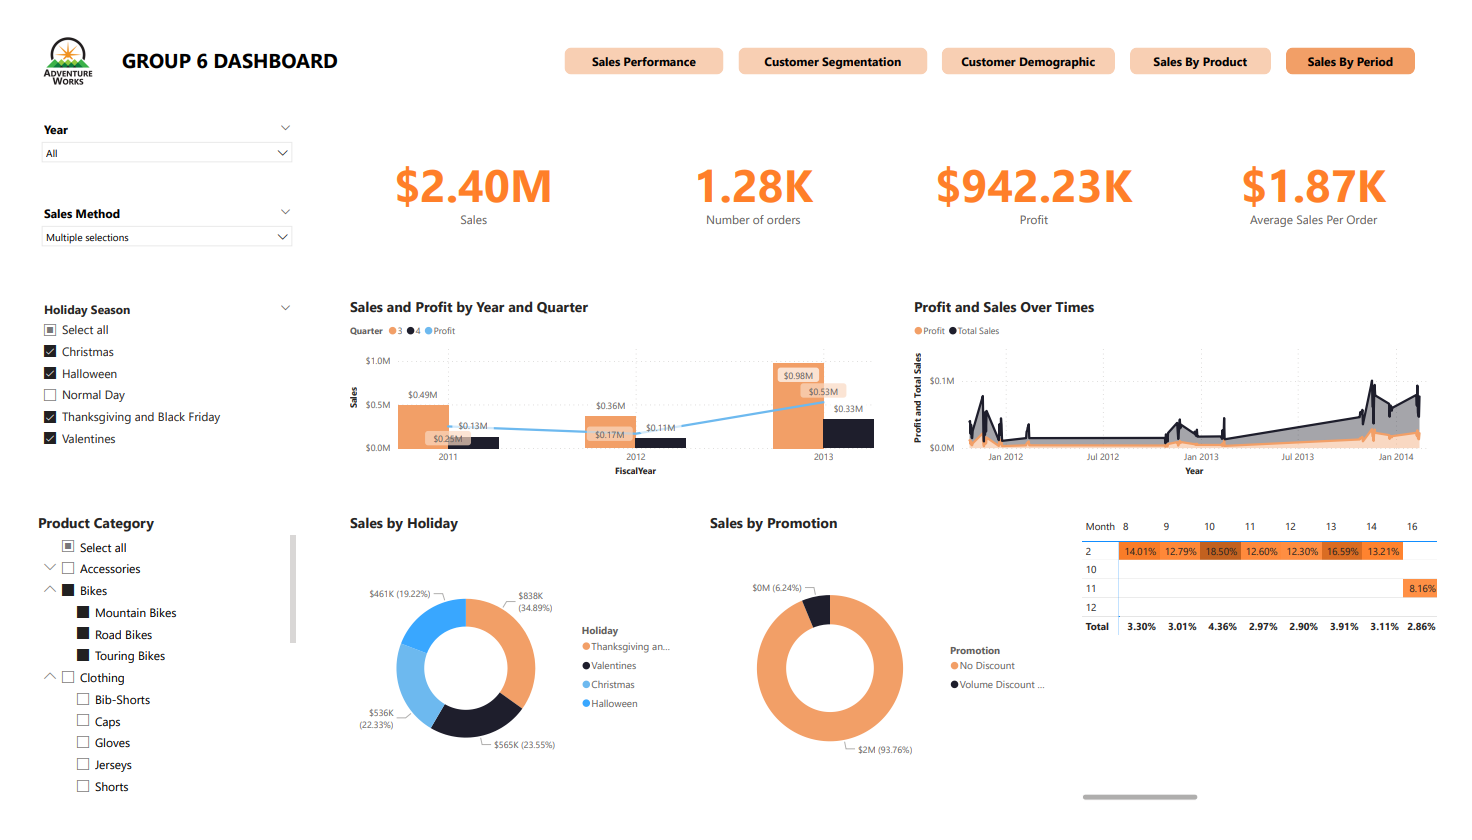 ADVENTURE
WORKS
GROUP 6 DASHBOARD
Sales Performance
Customer Segmentation
Customer Demographic
Sales By Product
Sales By Period
Year
All
Sales Method
Multiple selections
$2.40M
Sales
1.28K
Number of orders
$942.23K
Profit
$1.87K
Average Sales Per Order
Holiday Season
Select all
Christmas
Halloween
Normal Day
Thanksgiving and Black Friday
Valentines
Sales and Profit by Year and Quarter
Quarter 3 4 Profit
Sales
$1.0M
$0.5M
$0.0M
$0.49M
$0.25M
$0.13M
$0.36M
$0.17M
$0.11M
$0.98M
$0.53M
$0.33M
2011 2012 2013
FiscalYear
Profit and Sales Over Times
Profit Total Sales
Profit and Total Sales
$0.1M
$0.0M
Jan 2012 Jul 2012 Jan 2013 Jul 2013 Jan 2014
Year
Product Category
Select all
Accessories
Bikes
Mountain Bikes
Road Bikes
Touring Bikes
Clothing
Bib-Shorts
Caps
Gloves
Jerseys
Shorts
Sales by Holiday
$461K (19.22%)
$838K
(34.89%)
$536K
(22.33%)
$565K (23.55%)
Holiday
Thanksgiving an...
Valentines
Christmas
Halloween
Sales by Promotion
$0M (6.24%)
$2M (93.76%)
Promotion
No Discount
Volume Discount ...
Month 8 9 10 11 12 13 14 16
2 14.01% 12.79% 18.50% 12.60% 12.30% 16.59% 13.21%
10
11 8.16%
12
Total 3.30% 3.01% 4.36% 2.97% 2.90% 3.91% 3.11% 2.86%